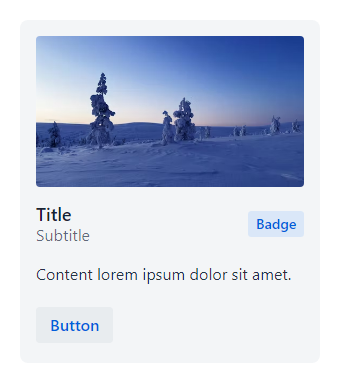 Title
Subtitle
Badge
Content lorem ipsum dolor sit amet.
Button